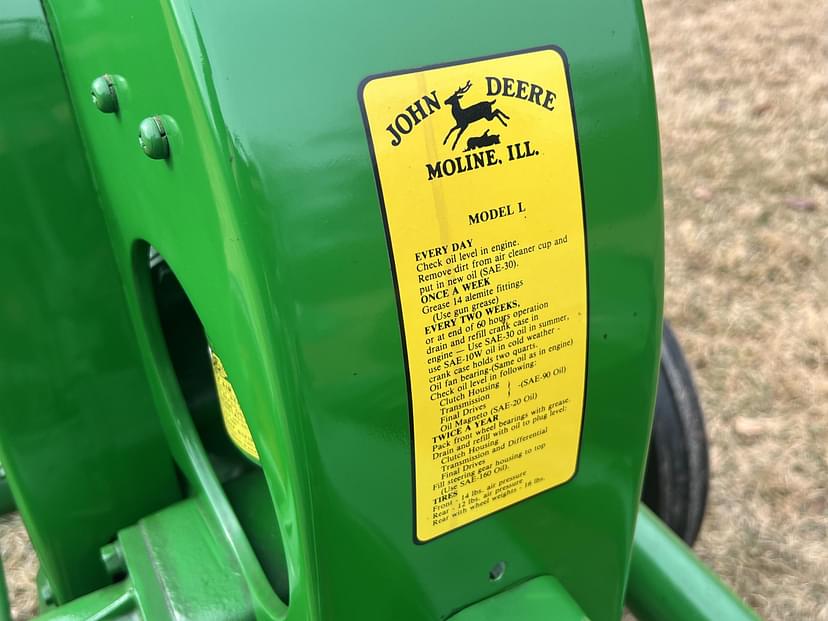 JOHN DEERE
MOLINE, ILL.
MODEL L
EVERY DAY
Check oil level in engine.
Remove dirt from air cleaner cup and
put in new oil (SAE-30).
ONCE A WEEK
Grease 14 alemite fittings
(Use gun grease)
EVERY TWO WEEKS,
or at end of 60 hours operation
drain and refill crank case in
engine — Use SAE-30 oil in summer,
use SAE-10W oil in cold weather -
crank case holds two quarts.
Oil fan bearing-(Same oil as in engine)
Check oil level in following:
Clutch Housing
Transmission } -(SAE-90 Oil)
Final Drives
Oil Magneto (SAE-20 Oil)
TWICE A YEAR
Pack front wheel bearings with grease.
Drain and refill with oil to plug level:
Clutch Housing
Transmission and Differential
Final Drives
Fill steering gear housing to top
(Use SAE-160 Oil).
TIRES
Front - 14 lbs. air pressure
Rear - 12 lbs. air pressure
Rear with wheel weights - 16 lbs.